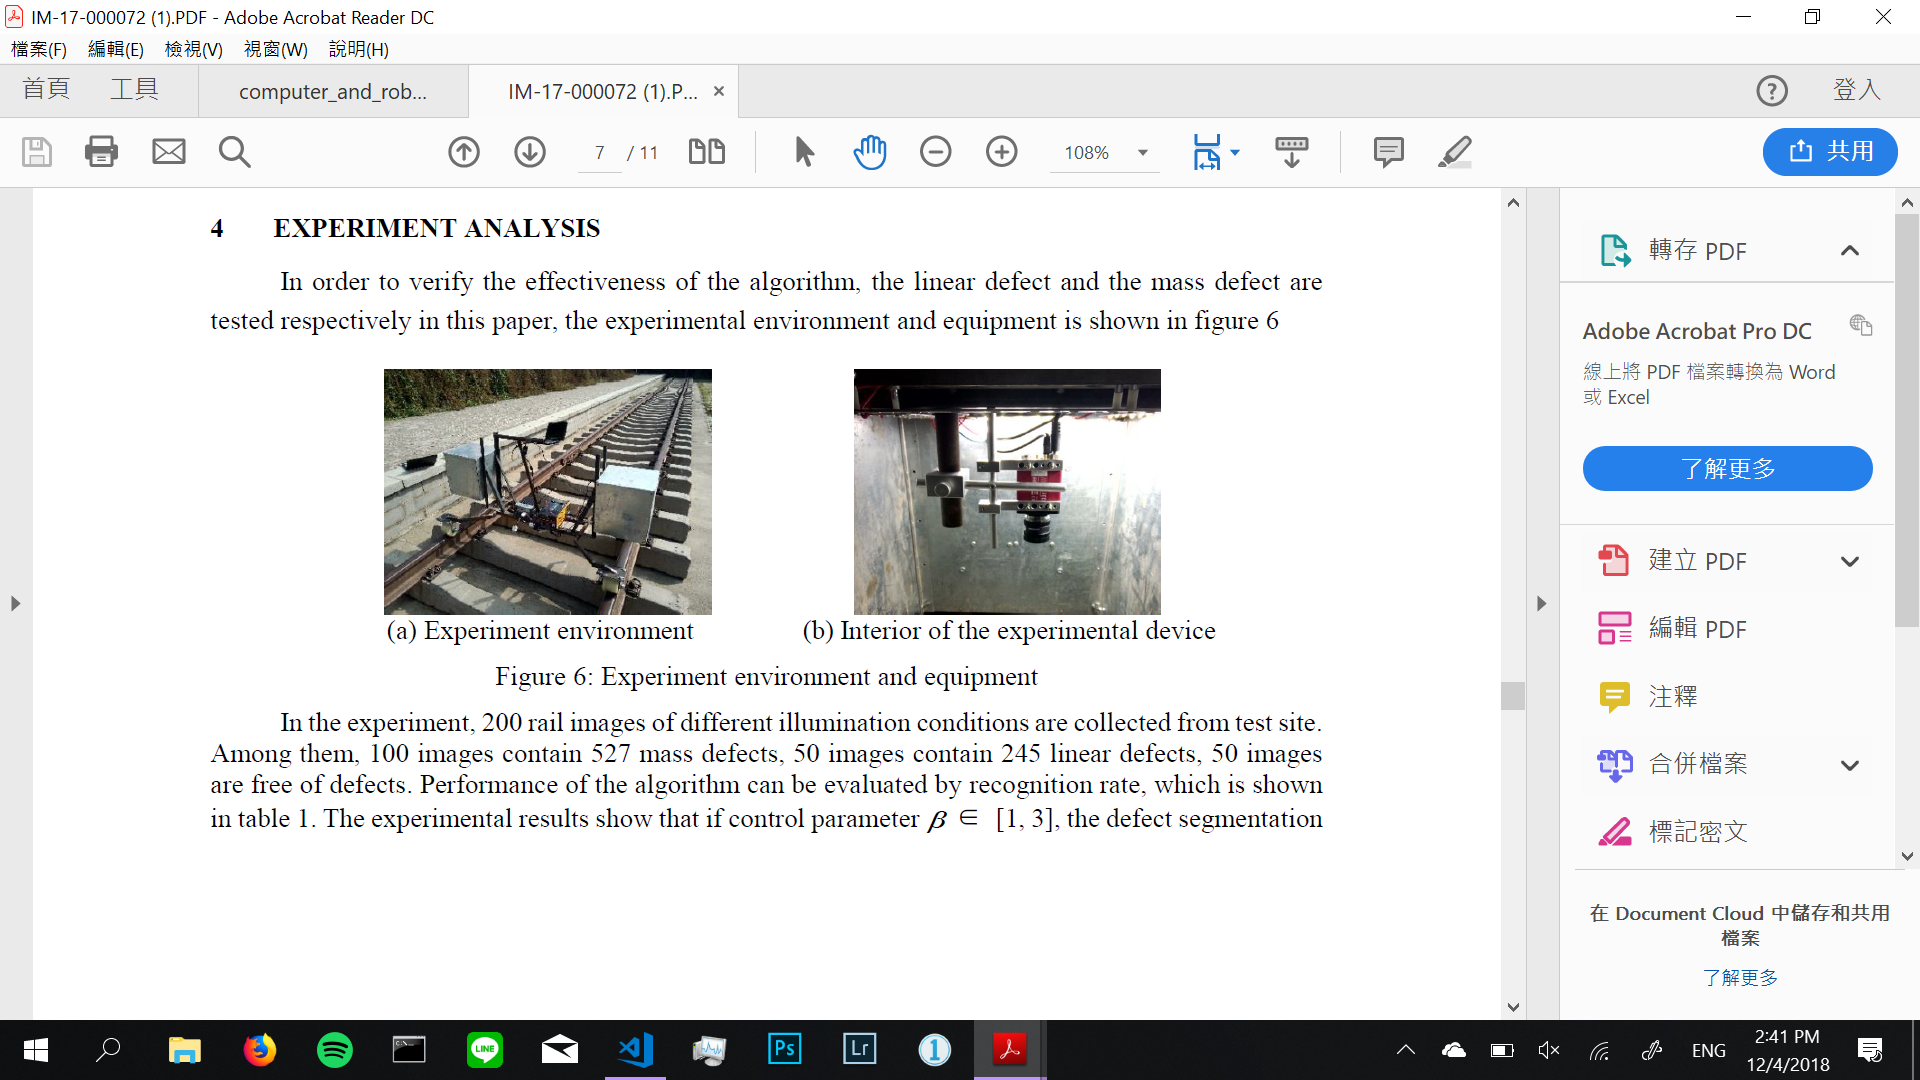 IM-17-000072 (1).PDF - Adobe Acrobat Reader DC
檔案(F) 編輯(E) 檢視(V) 視窗(W) 說明(H)
首頁 工具 computer_and_rob... IM-17-000072 (1).P... × ? 登入
7 / 11 108% 共用
4 EXPERIMENT ANALYSIS
In order to verify the effectiveness of the algorithm, the linear defect and the mass defect are
tested respectively in this paper, the experimental environment and equipment is shown in figure 6
(a) Experiment environment (b) Interior of the experimental device
Figure 6: Experiment environment and equipment
In the experiment, 200 rail images of different illumination conditions are collected from test site.
Among them, 100 images contain 527 mass defects, 50 images contain 245 linear defects, 50 images
are free of defects. Performance of the algorithm can be evaluated by recognition rate, which is shown
in table 1. The experimental results show that if control parameter β ∈ [1, 3], the defect segmentation
轉存 PDF
Adobe Acrobat Pro DC
線上將 PDF 檔案轉換為 Word
或 Excel
了解更多
建立 PDF
編輯 PDF
注釋
合併檔案
標記密文
在 Document Cloud 中儲存和共用
檔案
了解更多
LINE Ps Lr 1 ENG
2:41 PM
12/4/2018